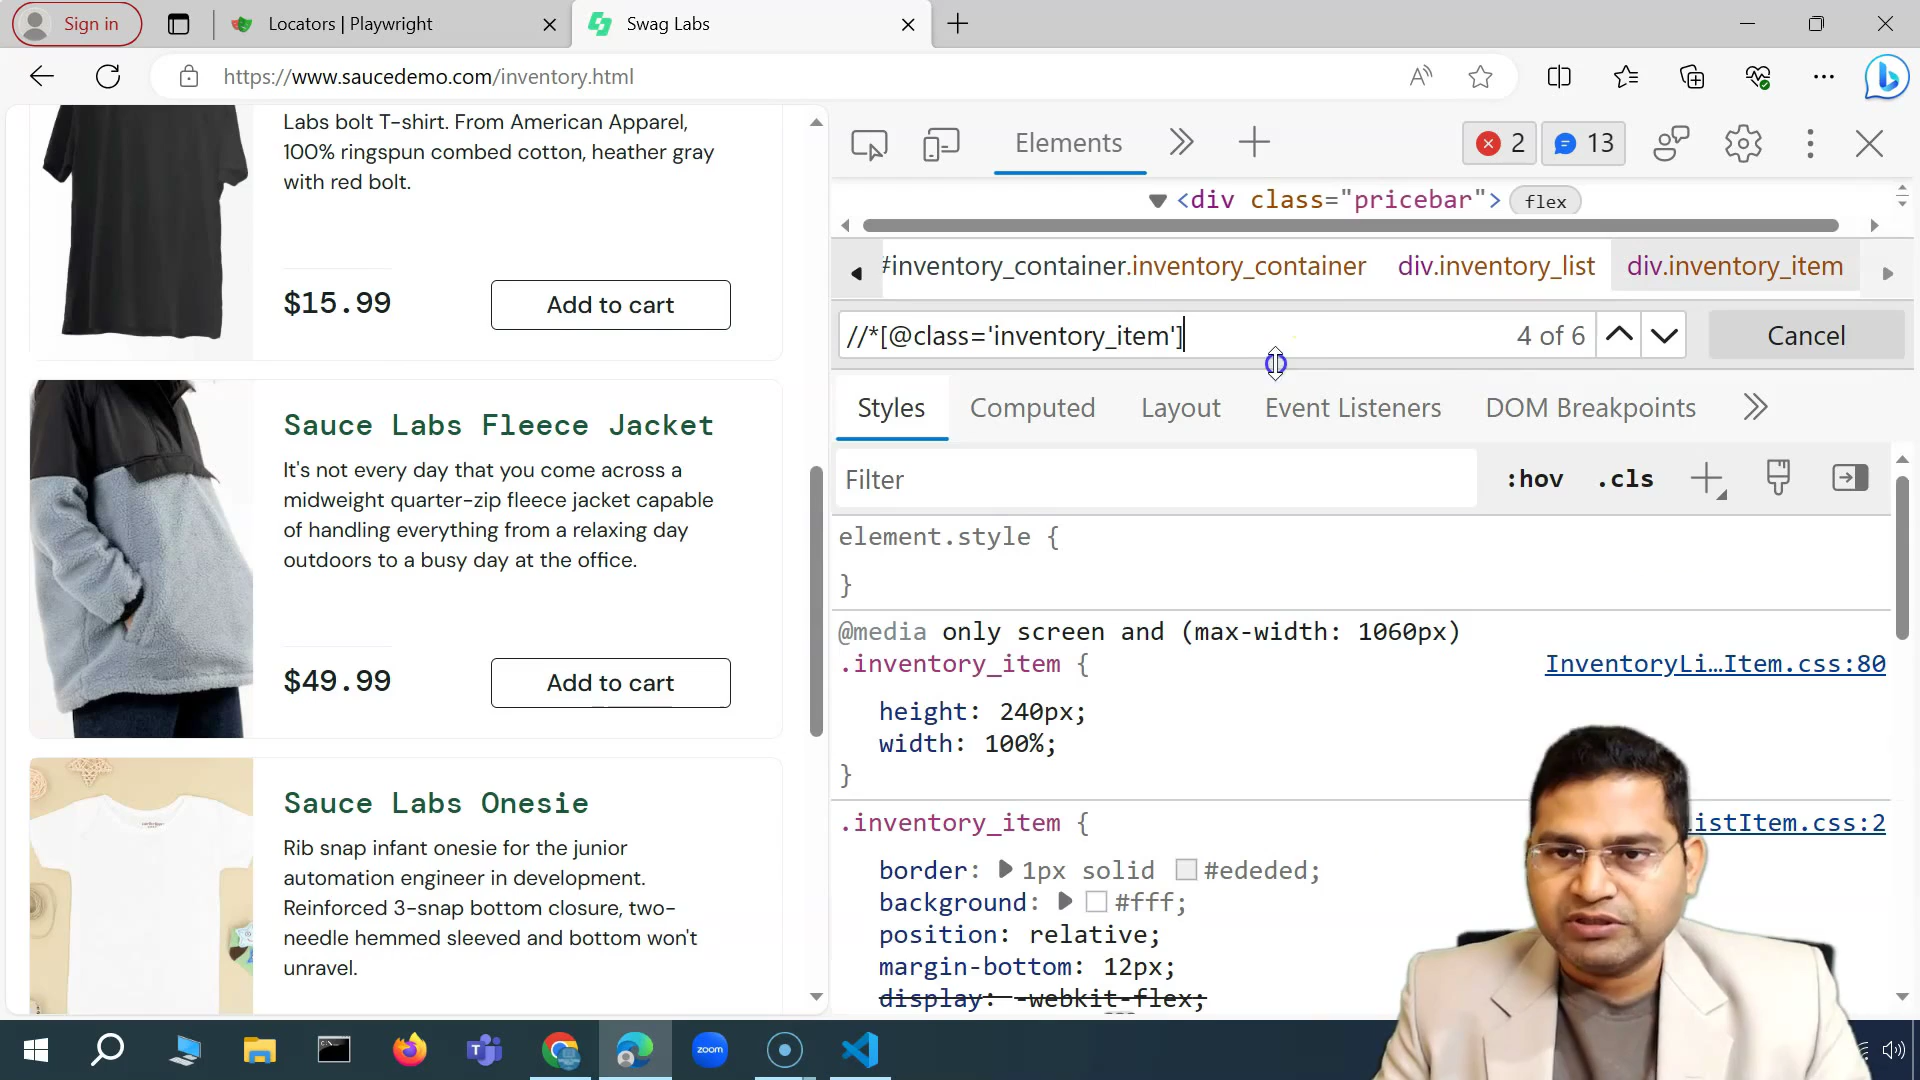 Sign in
Locators | Playwright
Swag Labs
https://www.saucedemo.com/inventory.html
Labs bolt T-shirt. From American Apparel,
100% ringspun combed cotton, heather gray
with red bolt.
$15.99
Add to cart
Sauce Labs Fleece Jacket
It's not every day that you come across a
midweight quarter-zip fleece jacket capable
of handling everything from a relaxing day
outdoors to a busy day at the office.
$49.99
Add to cart
Sauce Labs Onesie
Rib snap infant onesie for the junior
automation engineer in development.
Reinforced 3-snap bottom closure, two-
needle hemmed sleeved and bottom won't
unravel.
Elements
2
13
<div class="pricebar">
flex
#inventory_container.inventory_container
div.inventory_list
div.inventory_item
//*[@class='inventory_item']
4 of 6
Cancel
Styles
Computed
Layout
Event Listeners
DOM Breakpoints
Filter
:hov
.cls
element.style {
}
@media only screen and (max-width: 1060px)
.inventory_item {
InventoryLi…Item.css:80
height: 240px;
width: 100%;
}
.inventory_item {
listItem.css:2
border: 1px solid #ededed;
background: #fff;
position: relative;
margin-bottom: 12px;
display: -webkit-flex;
zoom